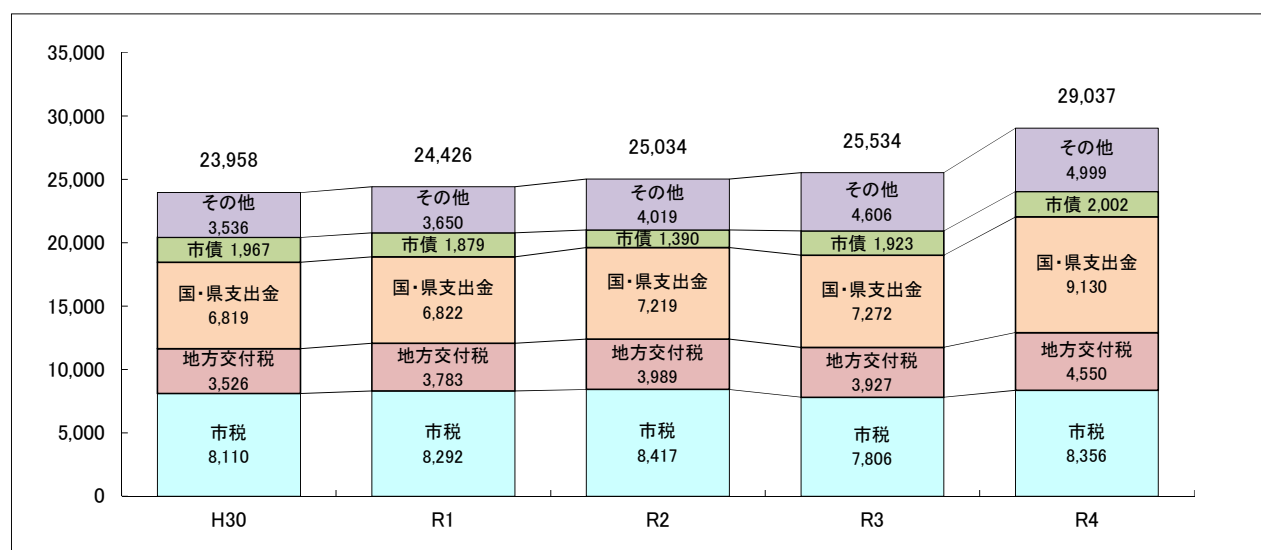 35,000
30,000
25,000
20,000
15,000
10,000
5,000
0
23,958
その他
3,536
市債 1,967
国・県支出金
6,819
地方交付税
3,526
市税
8,110
H30
24,426
その他
3,650
市債 1,879
国・県支出金
6,822
地方交付税
3,783
市税
8,292
R1
25,034
その他
4,019
市債 1,390
国・県支出金
7,219
地方交付税
3,989
市税
8,417
R2
25,534
その他
4,606
市債 1,923
国・県支出金
7,272
地方交付税
3,927
市税
7,806
R3
29,037
その他
4,999
市債 2,002
国・県支出金
9,130
地方交付税
4,550
市税
8,356
R4